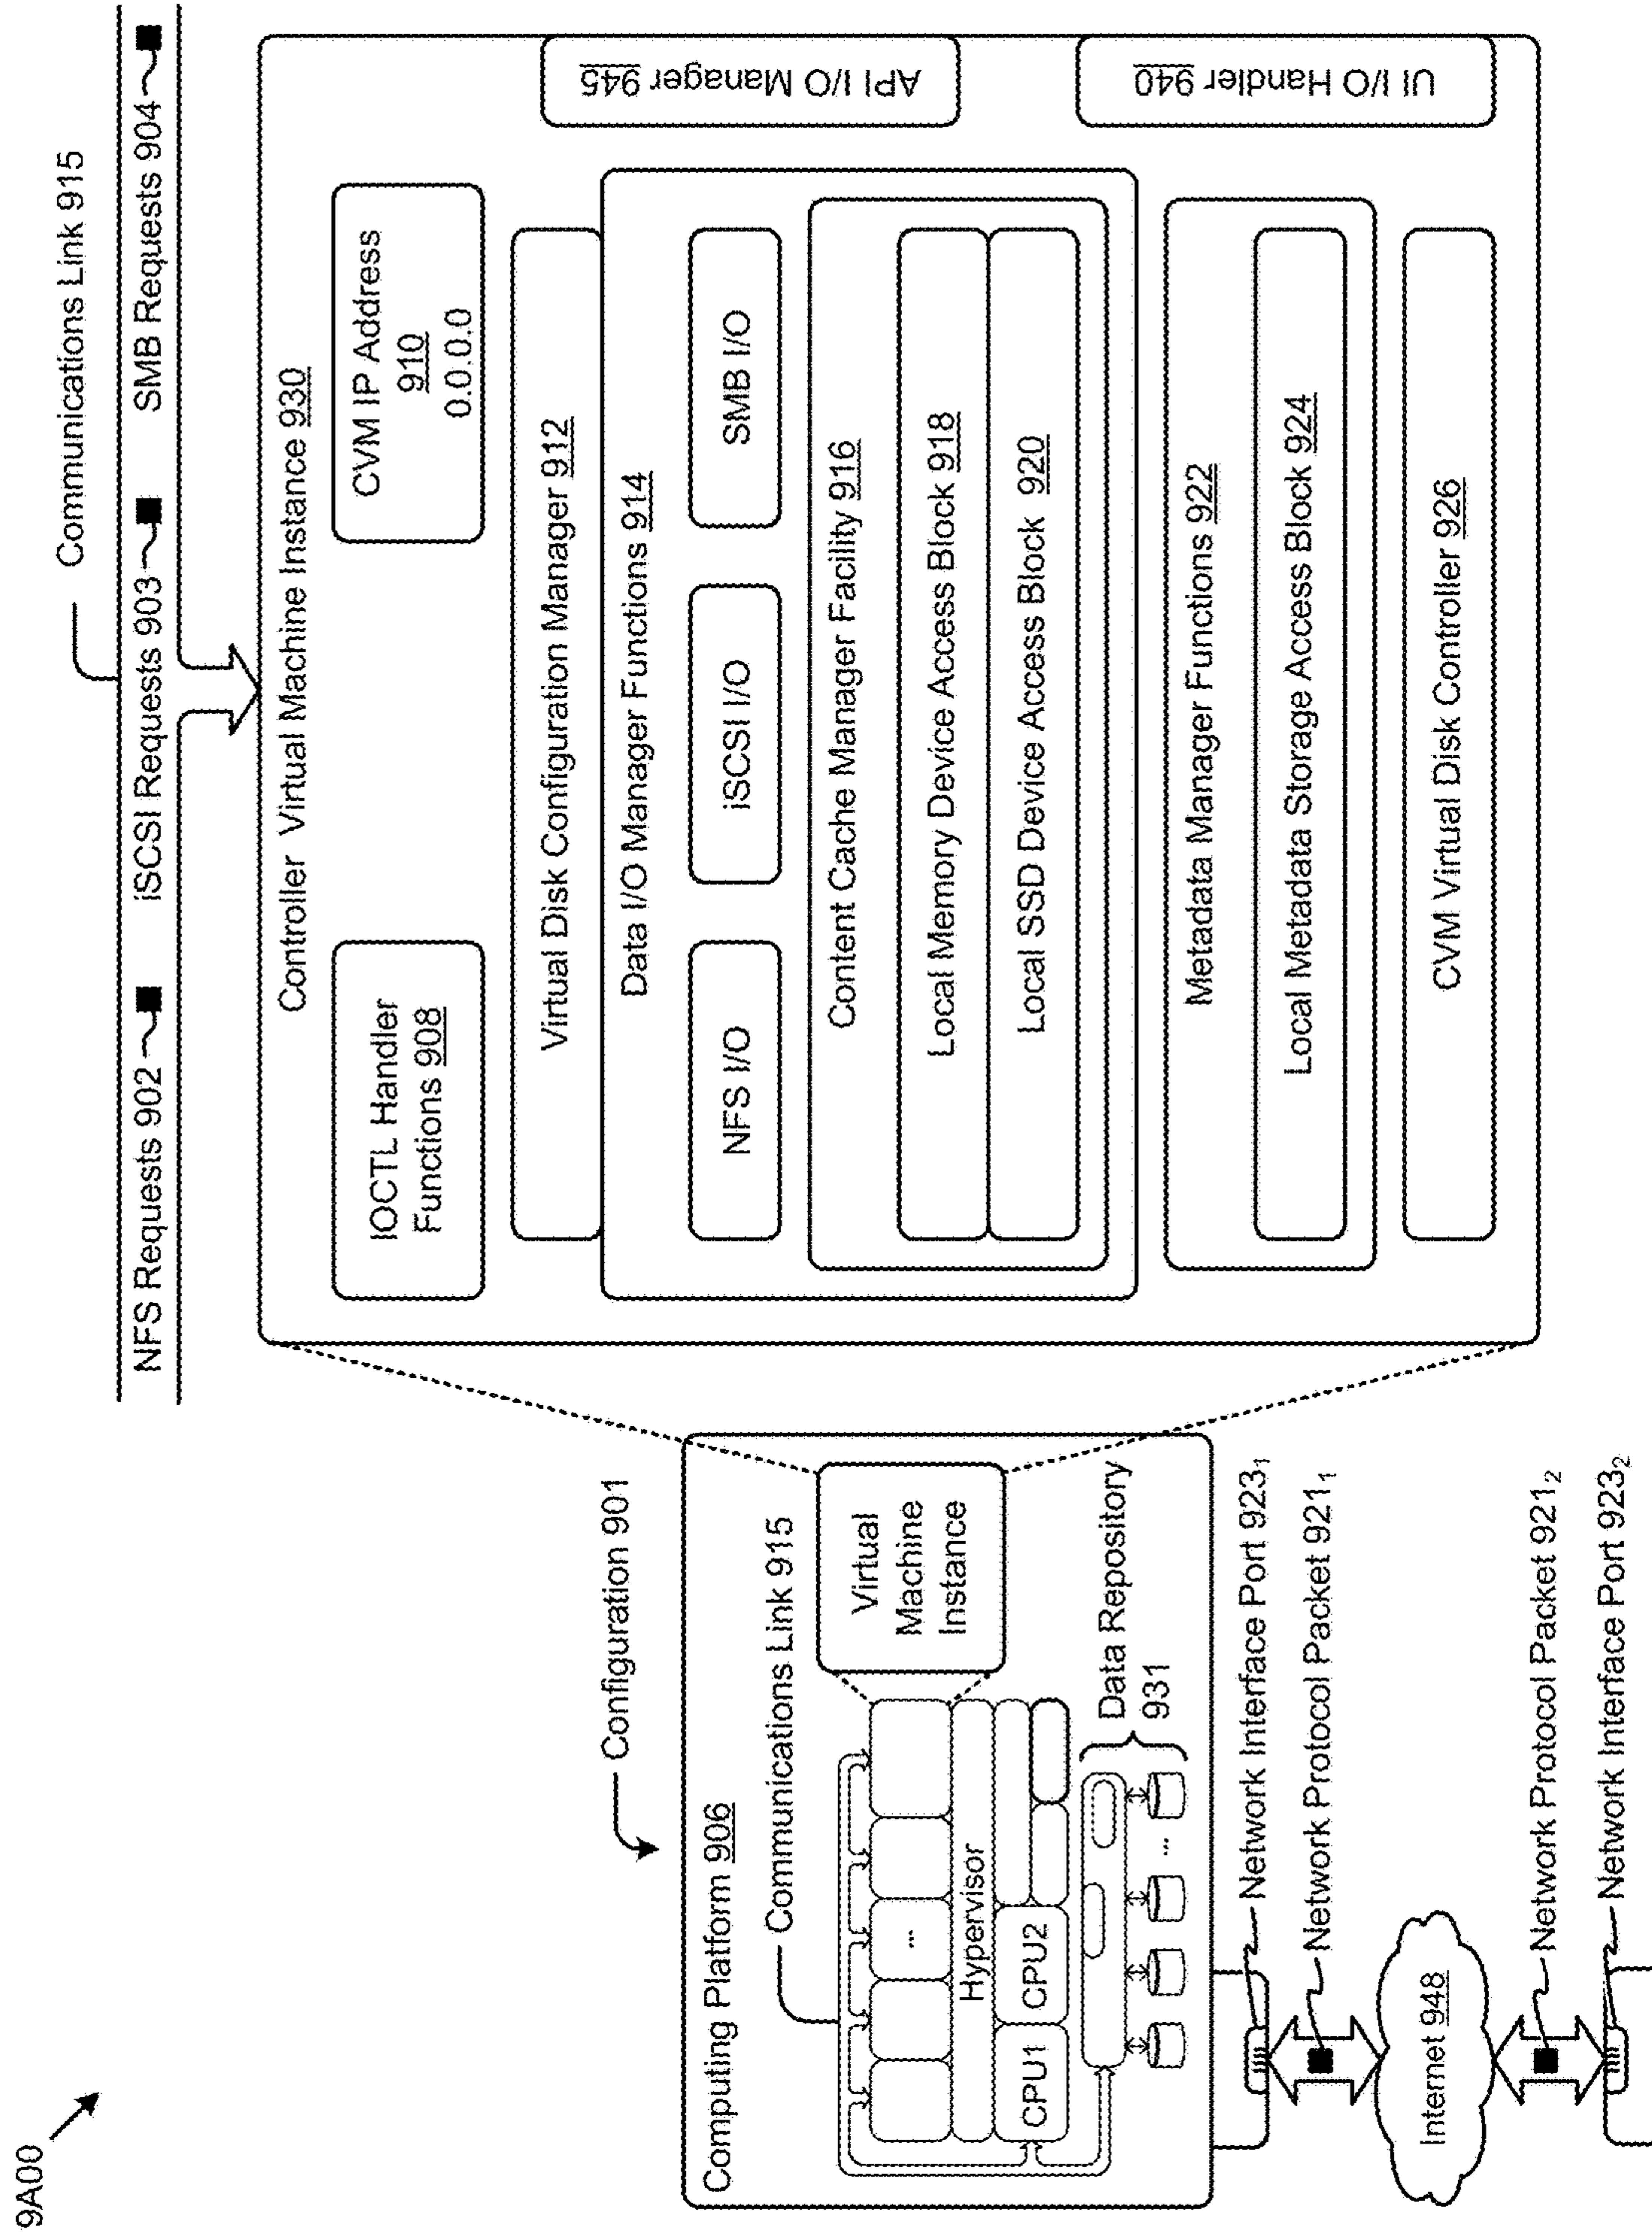 9A00
Communications Link 915
NFS Requests 902
iSCSI Requests 903
SMB Requests 904
Configuration 901
Computing Platform 906
Communications Link 915
Virtual
Machine
Instance
...
Hypervisor
CPU1
CPU2
Data Repository
931
...
Network Interface Port 923₁
Network Protocol Packet 921₁
Internet 948
Network Protocol Packet 921₂
Network Interface Port 923₂
Controller Virtual Machine Instance 930
IOCTL Handler
Functions 908
CVM IP Address
910
0.0.0.0
Virtual Disk Configuration Manager 912
Data I/O Manager Functions 914
NFS I/O
iSCSI I/O
SMB I/O
Content Cache Manager Facility 916
Local Memory Device Access Block 918
Local SSD Device Access Block 920
Metadata Manager Functions 922
Local Metadata Storage Access Block 924
CVM Virtual Disk Controller 926
API I/O Manager 945
UI I/O Handler 940